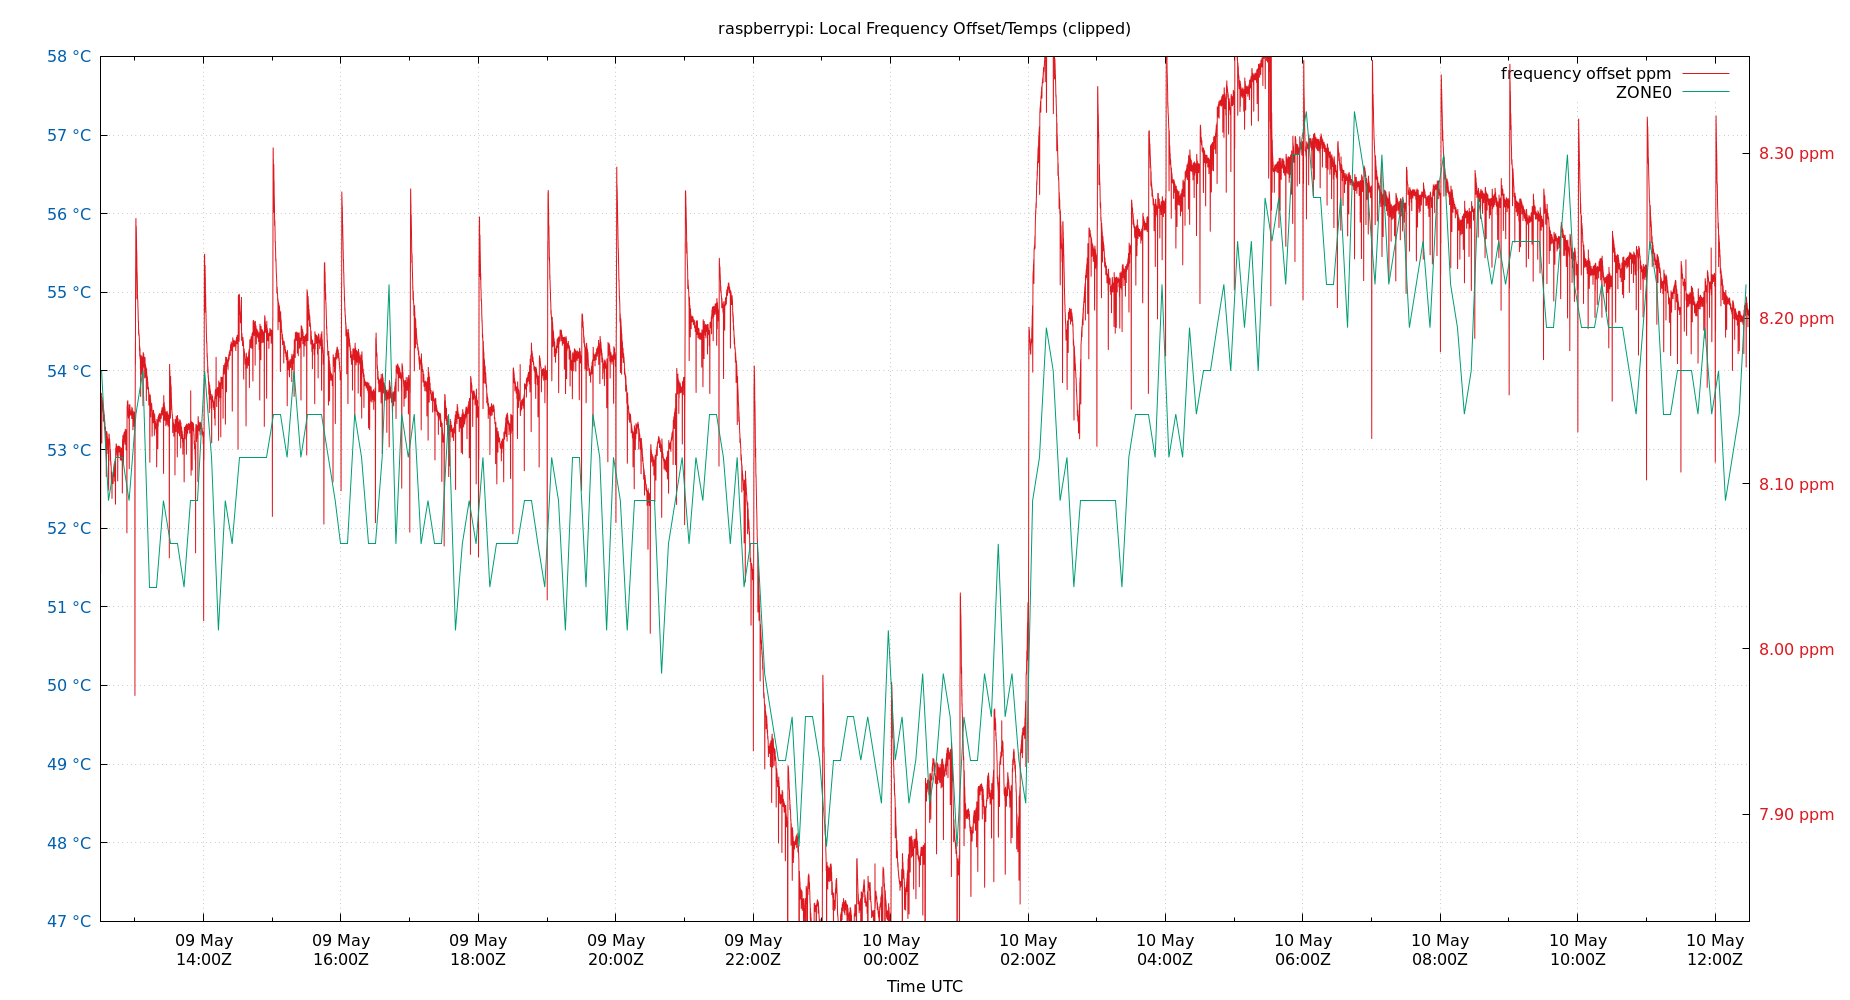 raspberrypi: Local Frequency Offset/Temps (clipped)
58 °C
57 °C
56 °C
55 °C
54 °C
53 °C
52 °C
51 °C
50 °C
49 °C
48 °C
47 °C
frequency offset ppm
ZONE0
8.30 ppm
8.20 ppm
8.10 ppm
8.00 ppm
7.90 ppm
09 May 09 May 09 May 09 May 09 May 10 May 10 May 10 May 10 May 10 May 10 May 10 May
14:00Z 16:00Z 18:00Z 20:00Z 22:00Z 00:00Z 02:00Z 04:00Z 06:00Z 08:00Z 10:00Z 12:00Z
Time UTC